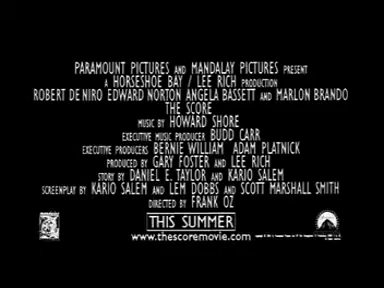 PARAMOUNT PICTURES AND MANDALAY PICTURES PRESENT
A HORSESHOE BAY / LEE RICH PRODUCTION
ROBERT DE NIRO EDWARD NORTON ANGELA BASSETT AND MARLON BRANDO
THE SCORE
MUSIC BY HOWARD SHORE
EXECUTIVE MUSIC PRODUCER BUDD CARR
EXECUTIVE PRODUCERS BERNIE WILLIAM ADAM PLATNICK
PRODUCED BY GARY FOSTER AND LEE RICH
STORY BY DANIEL E. TAYLOR AND KARIO SALEM
SCREENPLAY BY KARIO SALEM AND LEM DOBBS AND SCOTT MARSHALL SMITH
DIRECTED BY FRANK OZ
THIS SUMMER
www.thescoremovie.com